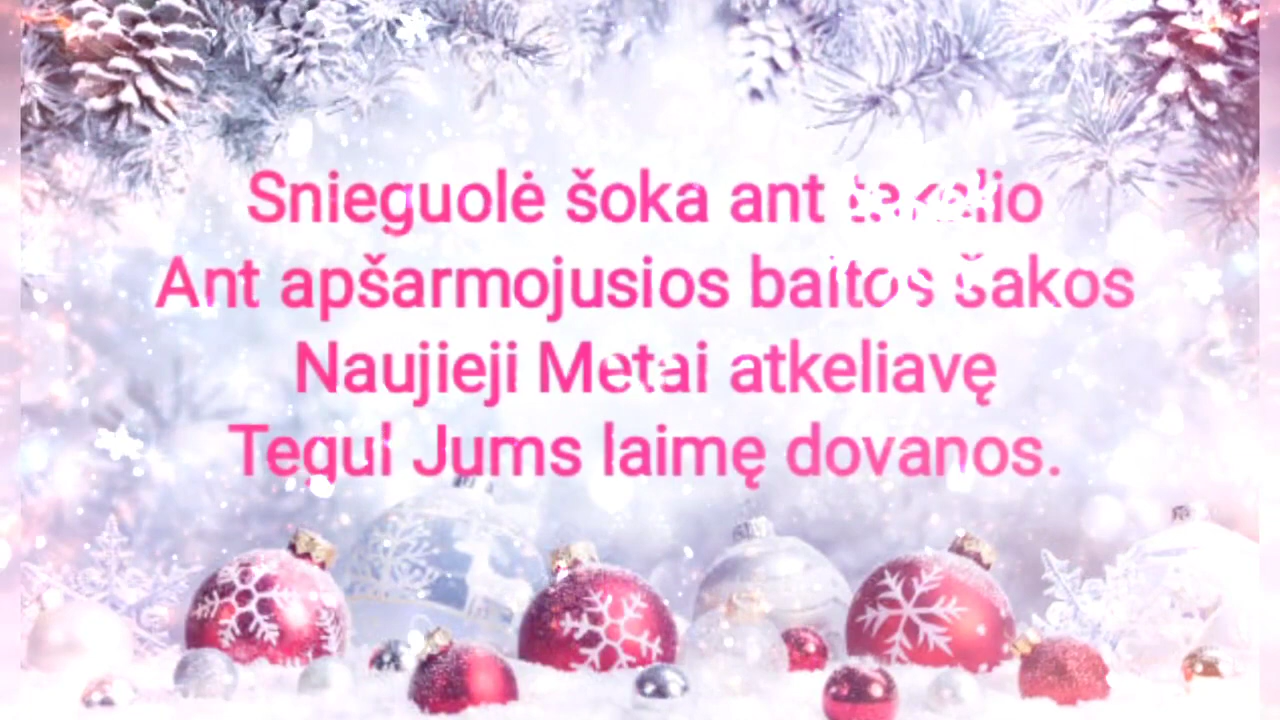 Snieguolė šoka ant
Ant apšarmojusios baltos šakos
Naujieji Metai atkeliavę
Tegul Jums laimę dovanos.